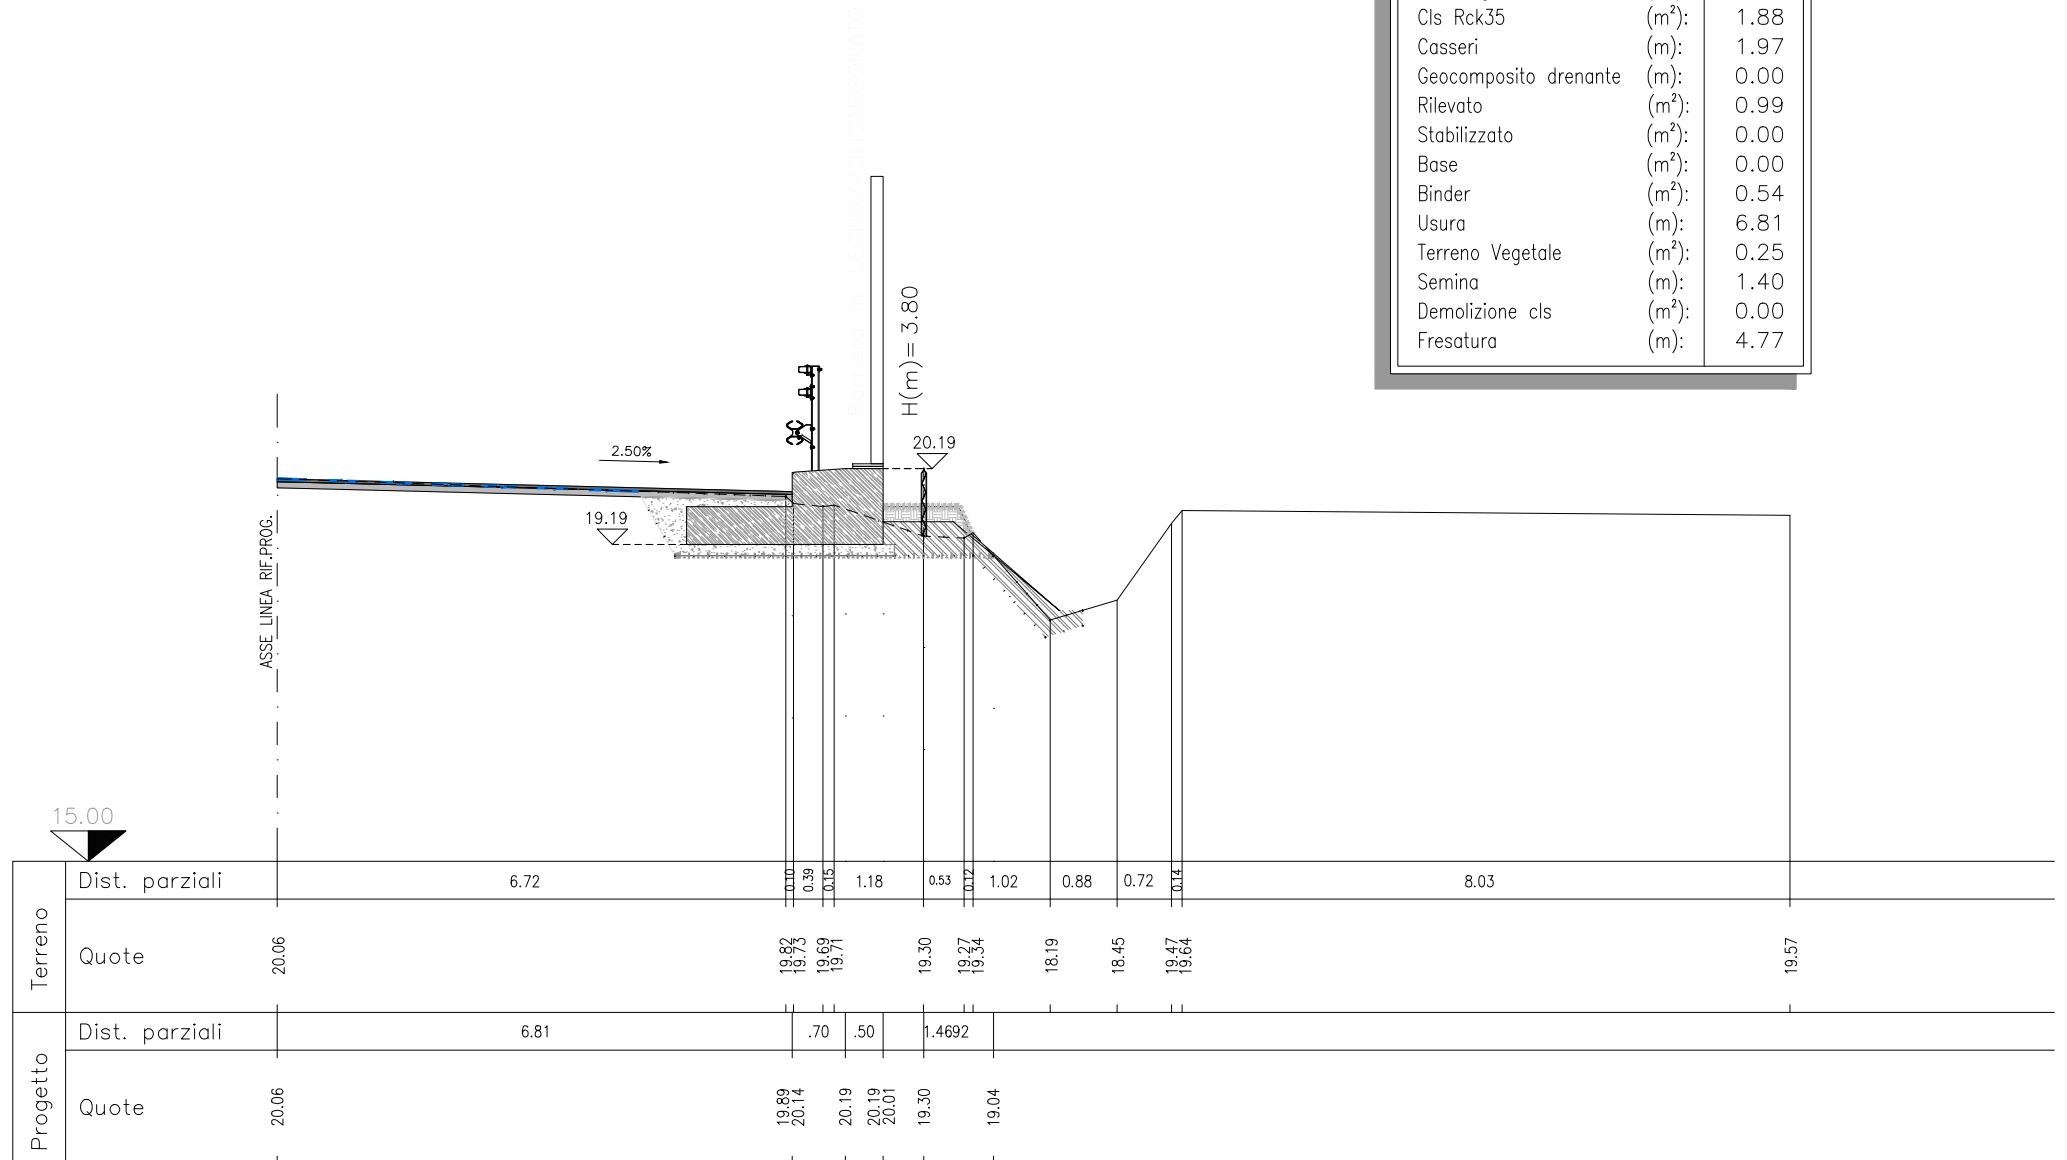 Cls Rck35 (m²): 1.88
Casseri (m): 1.97
Geocomposito drenante (m): 0.00
Rilevato (m²): 0.99
Stabilizzato (m²): 0.00
Base (m²): 0.00
Binder (m²): 0.54
Usura (m): 6.81
Terreno Vegetale (m²): 0.25
Semina (m): 1.40
Demolizione cls (m²): 0.00
Fresatura (m): 4.77
Barriera in LEGNO/POLICARBONATO
H(m)= 3.80
20.19
2.50%
19.19
ASSE LINEA RIF.PROG.
15.00
Terreno
Dist. parziali 6.72 0.10 0.39 0.15 1.18 0.53 0.12 1.02 0.88 0.72 0.14 8.03
Quote 20.06 19.82 19.73 19.69 19.71 19.30 19.27 19.34 18.19 18.45 19.47 19.64 19.57
Progetto
Dist. parziali 6.81 .70 .50 1.4692
Quote 20.06 19.89 20.14 20.19 20.19 20.01 19.30 19.04